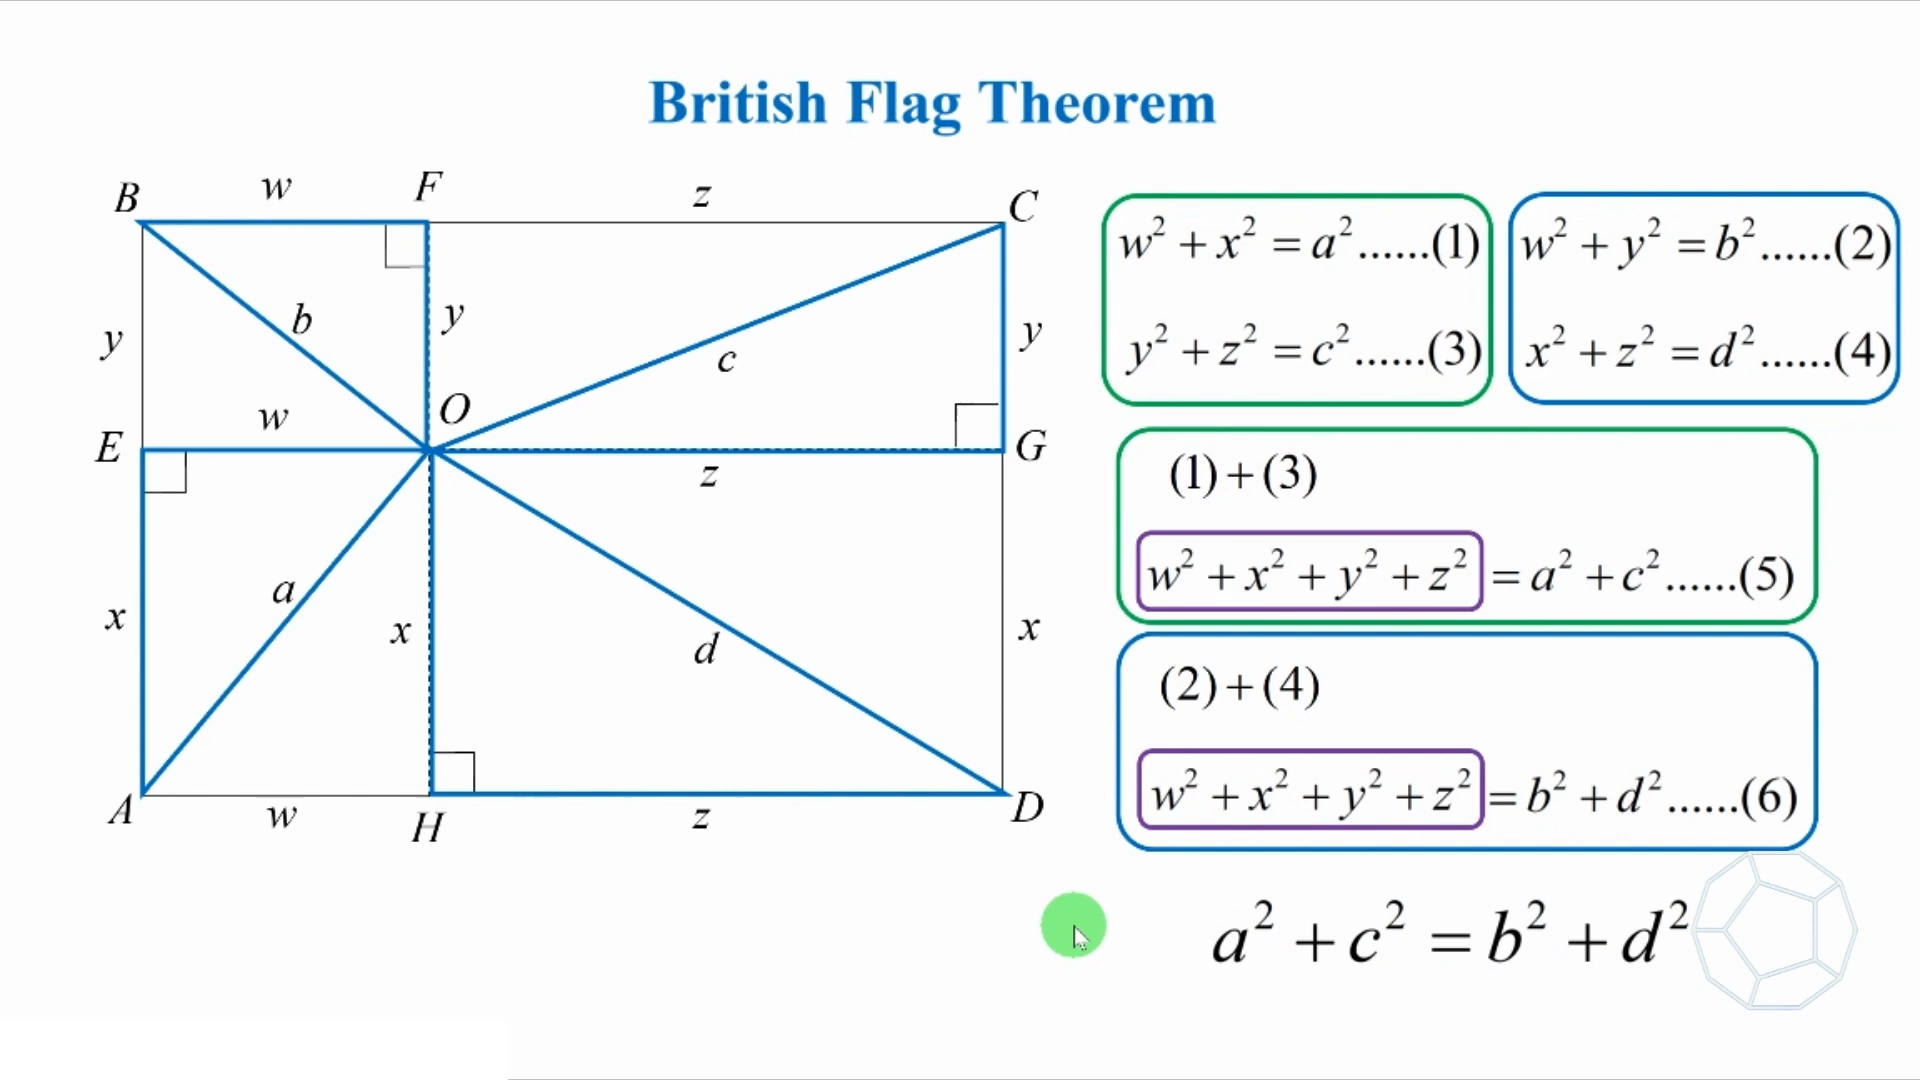 British Flag Theorem
B w F z C
b y c y
y
w O
E z G
a
x x d x
A w H z D
w² + x² = a²......(1)
y² + z² = c²......(3)
w² + y² = b²......(2)
x² + z² = d²......(4)
(1) + (3)
w² + x² + y² + z² = a² + c²......(5)
(2) + (4)
w² + x² + y² + z² = b² + d²......(6)
a² + c² = b² + d²